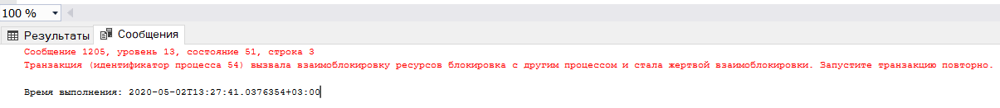 100 %
Результаты Сообщения
Сообщение 1205, уровень 13, состояние 51, строка 3
Транзакция (идентификатор процесса 54) вызвала взаимоблокировку ресурсов блокировка с другим процессом и стала жертвой взаимоблокировки. Запустите транзакцию повторно.
Время выполнения: 2020-05-02T13:27:41.0376354+03:00